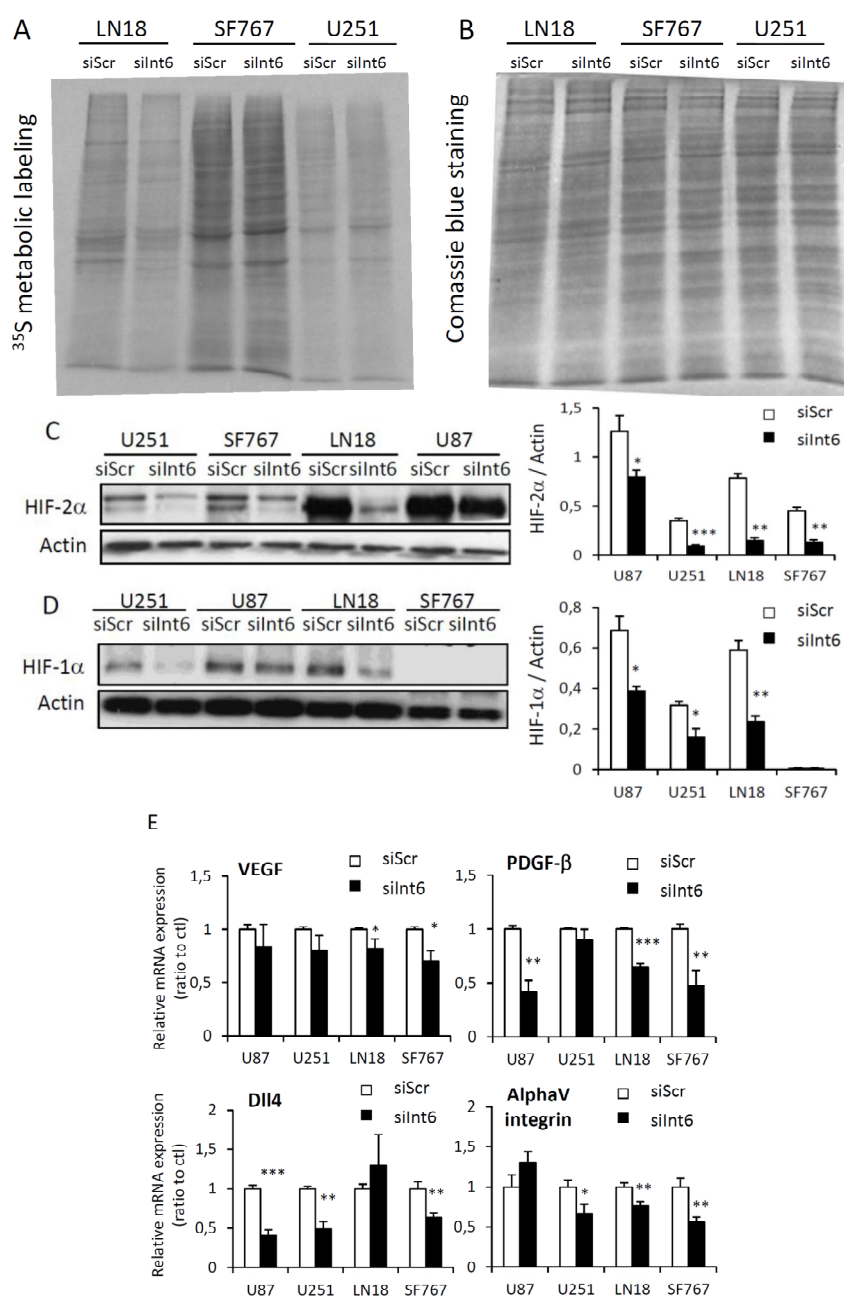 A
LN18 SF767 U251
siScr siInt6 siScr siInt6 siScr siInt6
35S metabolic labeling
B
LN18 SF767 U251
siScr siInt6 siScr siInt6 siScr siInt6
Comassie blue staining
C
U251 SF767 LN18 U87
siScr siInt6 siScr siInt6 siScr siInt6 siScr siInt6
HIF-2α
Actin
HIF-2α / Actin
1,5
1
0,5
0
siScr
siInt6
* *** ** **
U87 U251 LN18 SF767
D
U251 U87 LN18 SF767
siScr siInt6 siScr siInt6 siScr siInt6 siScr siInt6
HIF-1α
Actin
HIF-1α / Actin
0,8
0,6
0,4
0,2
0
siScr
siInt6
* * **
U87 U251 LN18 SF767
E
VEGF
siScr
siInt6
Relative mRNA expression
(ratio to ctl)
1,5
1
0,5
0
* *
U87 U251 LN18 SF767
PDGF-β
siScr
siInt6
1,5
1
0,5
0
** *** **
U87 U251 LN18 SF767
Dll4
siScr
siInt6
Relative mRNA expression
(ratio to ctl)
2
1,5
1
0,5
0
*** ** **
U87 U251 LN18 SF767
AlphaV
integrin
siScr
siInt6
2
1,5
1
0,5
0
* ** **
U87 U251 LN18 SF767